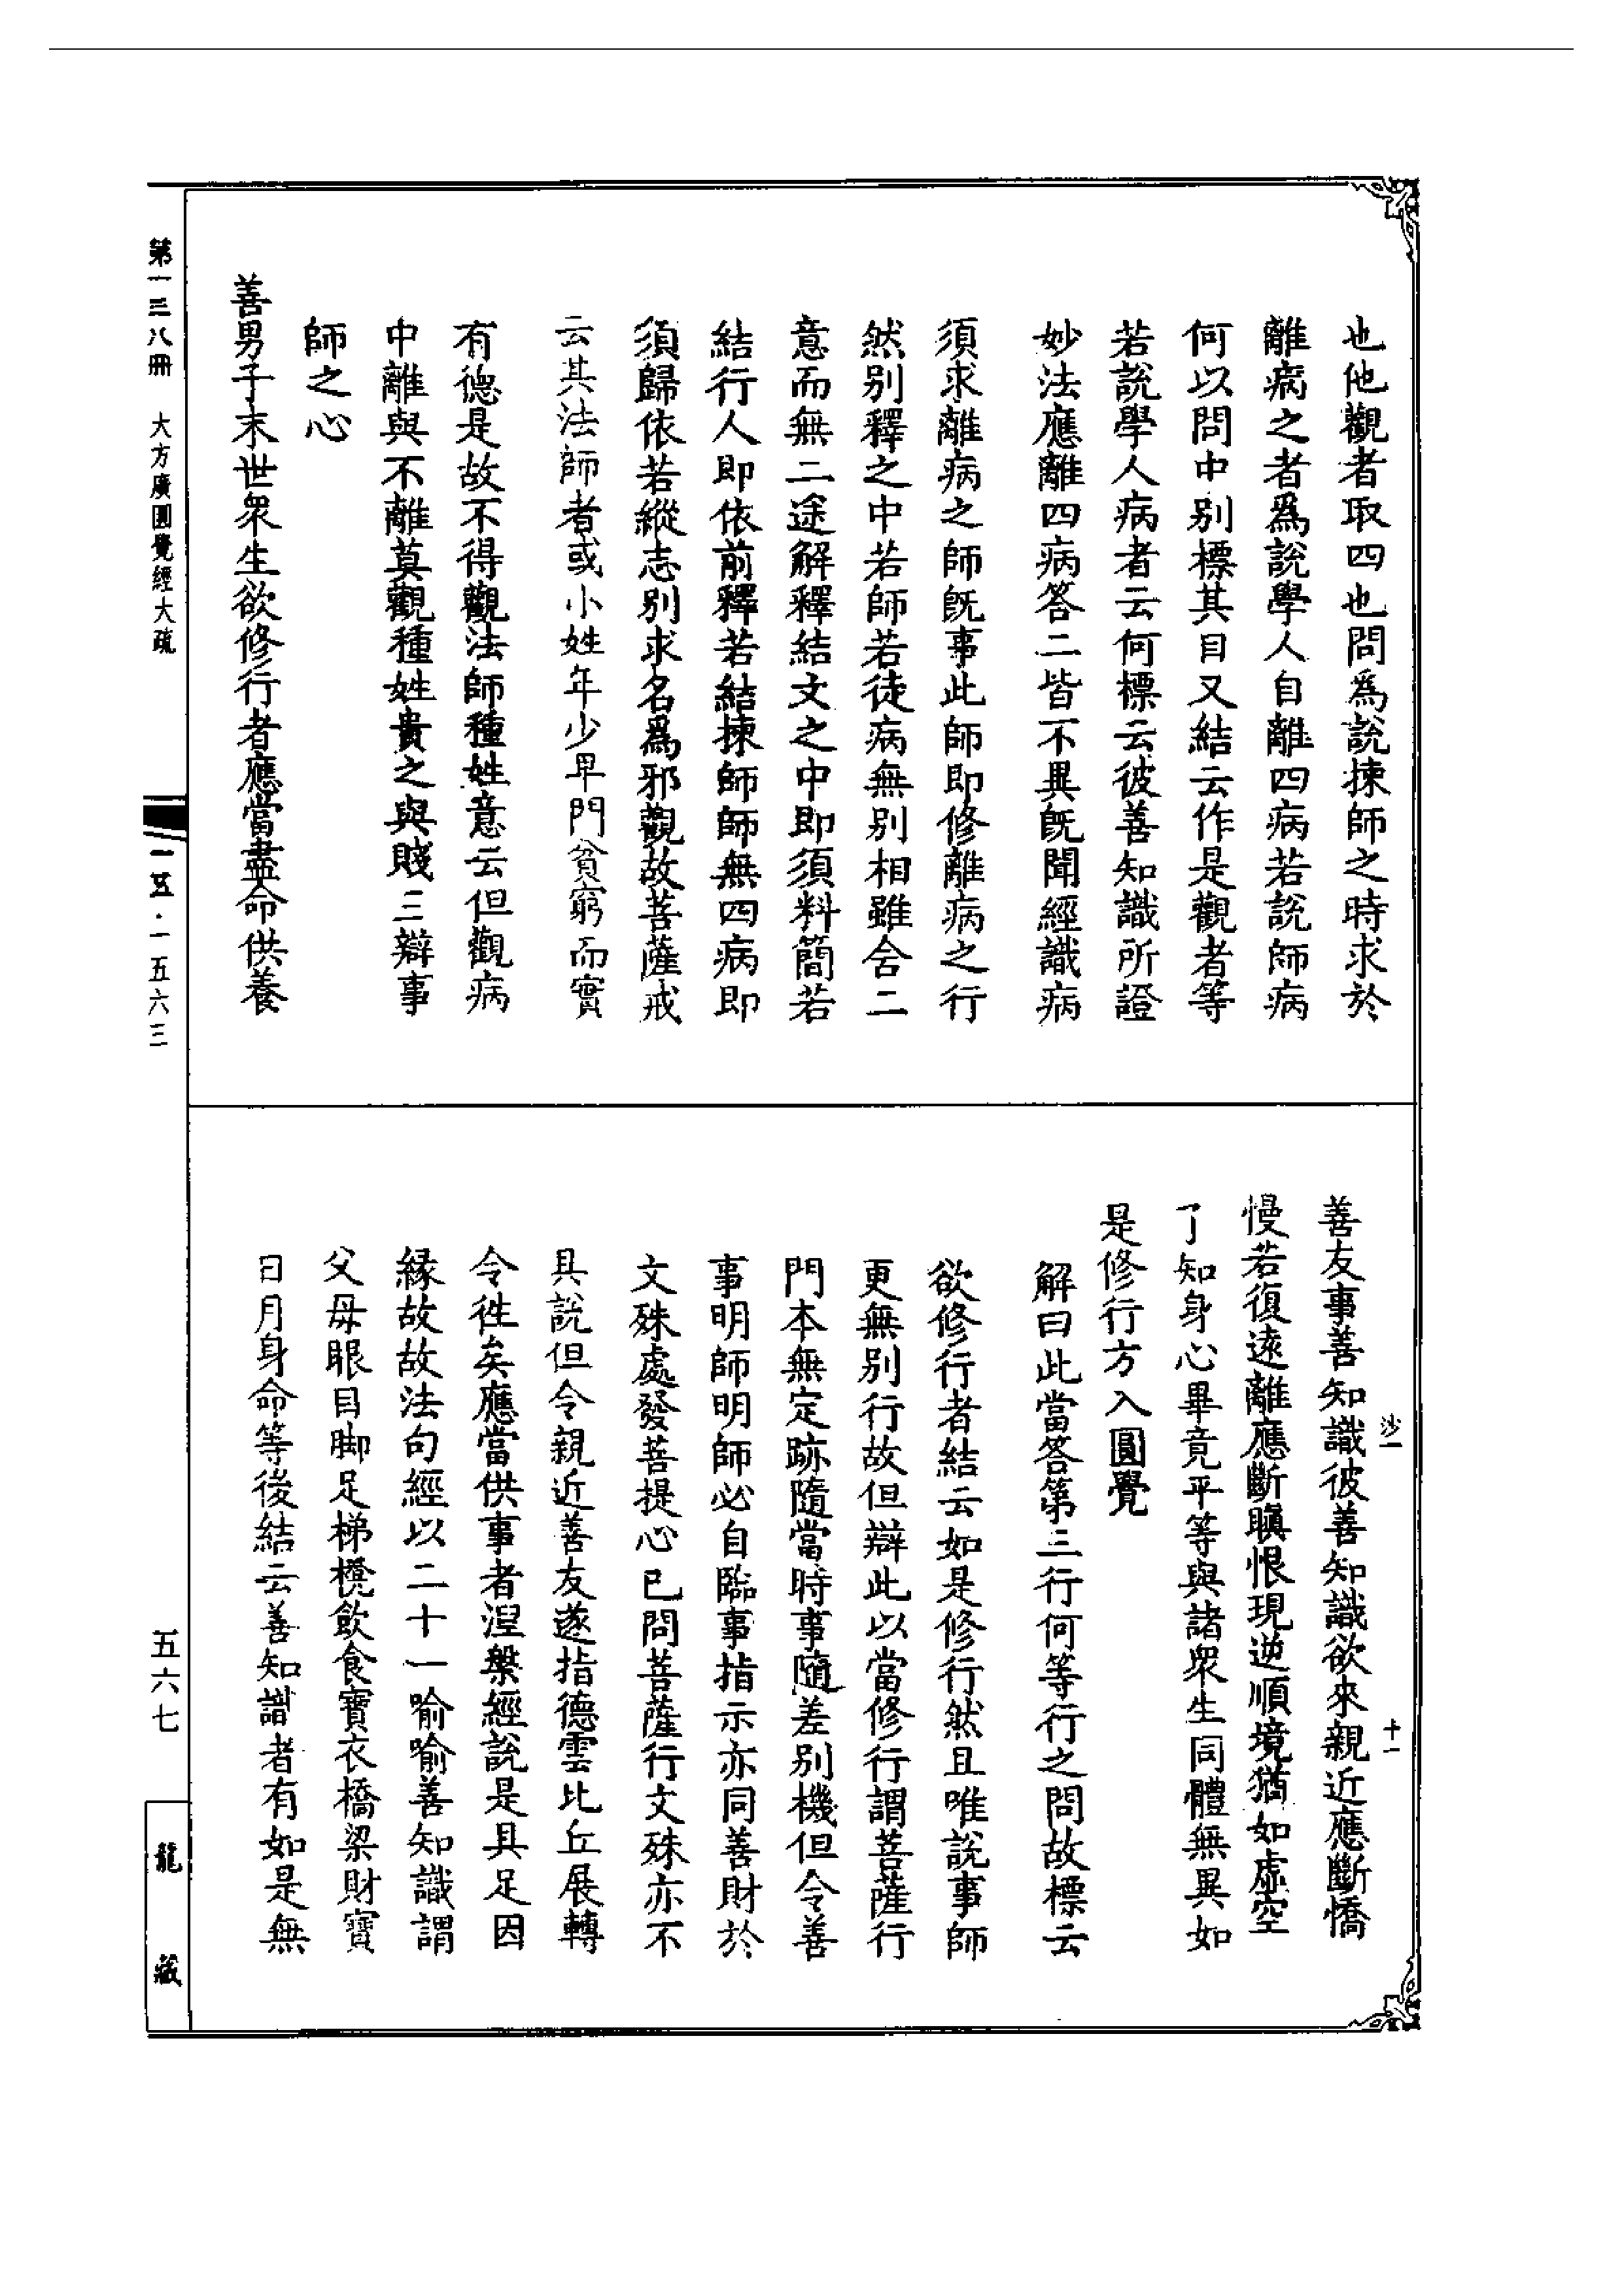 也他觀者取四也問爲說揀師之時求於
離病之者爲說學人自離四病若說師病
何以問中別標其目又結云作是觀者等
若說學人病者云何標云彼善知識所證
妙法應離四病答二皆不異旣聞經識病
須求離病之師旣事此師即修離病之行
然別釋之中若師若徒病無別相雖含二
意而無二途解釋結文之中即須料簡若
結行人即依前釋若結揀師師無四病即
須歸依若縱志別求名爲邪觀故菩薩戒
云其法師者或小姓年少卑門貧窮而實
有德是故不得觀法師種姓意云但觀病
中離與不離莫觀種姓貴之與賤三辯事
師之心
善男子末世衆生欲修行者應當盡命供養
善友事善知識彼善知識欲來親近應斷憍
慢若復遠離應斷瞋恨現逆順境猶如虛空
了知身心畢竟平等與諸衆生同體無異如
是修行方入圓覺
解曰此當答第三行何等行之問故標云
欲修行者結云如是修行然且唯說事師
更無別行故但辯此以當修行謂菩薩行
門本無定跡隨當時事隨差別機但令善
事明師明師必自臨事指示亦同善財於
文殊處發菩提心已問菩薩行文殊亦不
具說但令親近善友遂指德雲比丘展轉
令徃矣應當供事者涅槃經說是具足因
緣故故法句經以二十一喻喻善知識謂
父母眼目脚足梯櫈飲食寶衣橋梁財寶
日月身命等後結云善知識者有如是無
沙一
十一
第一三八冊
大方廣圓覺經大疏
一五五·一五六三
五六七
龍藏